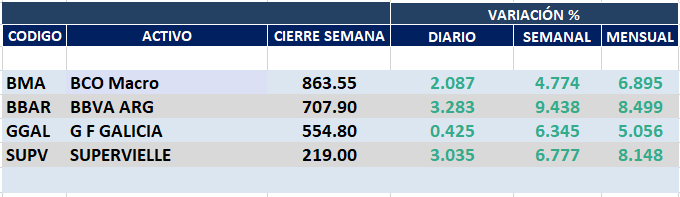 VARIACIÓN %
CODIGO ACTIVO CIERRE SEMANA DIARIO SEMANAL MENSUAL
BMA BCO Macro 863.55 2.087 4.774 6.895
BBAR BBVA ARG 707.90 3.283 9.438 8.499
GGAL G F GALICIA 554.80 0.425 6.345 5.056
SUPV SUPERVIELLE 219.00 3.035 6.777 8.148